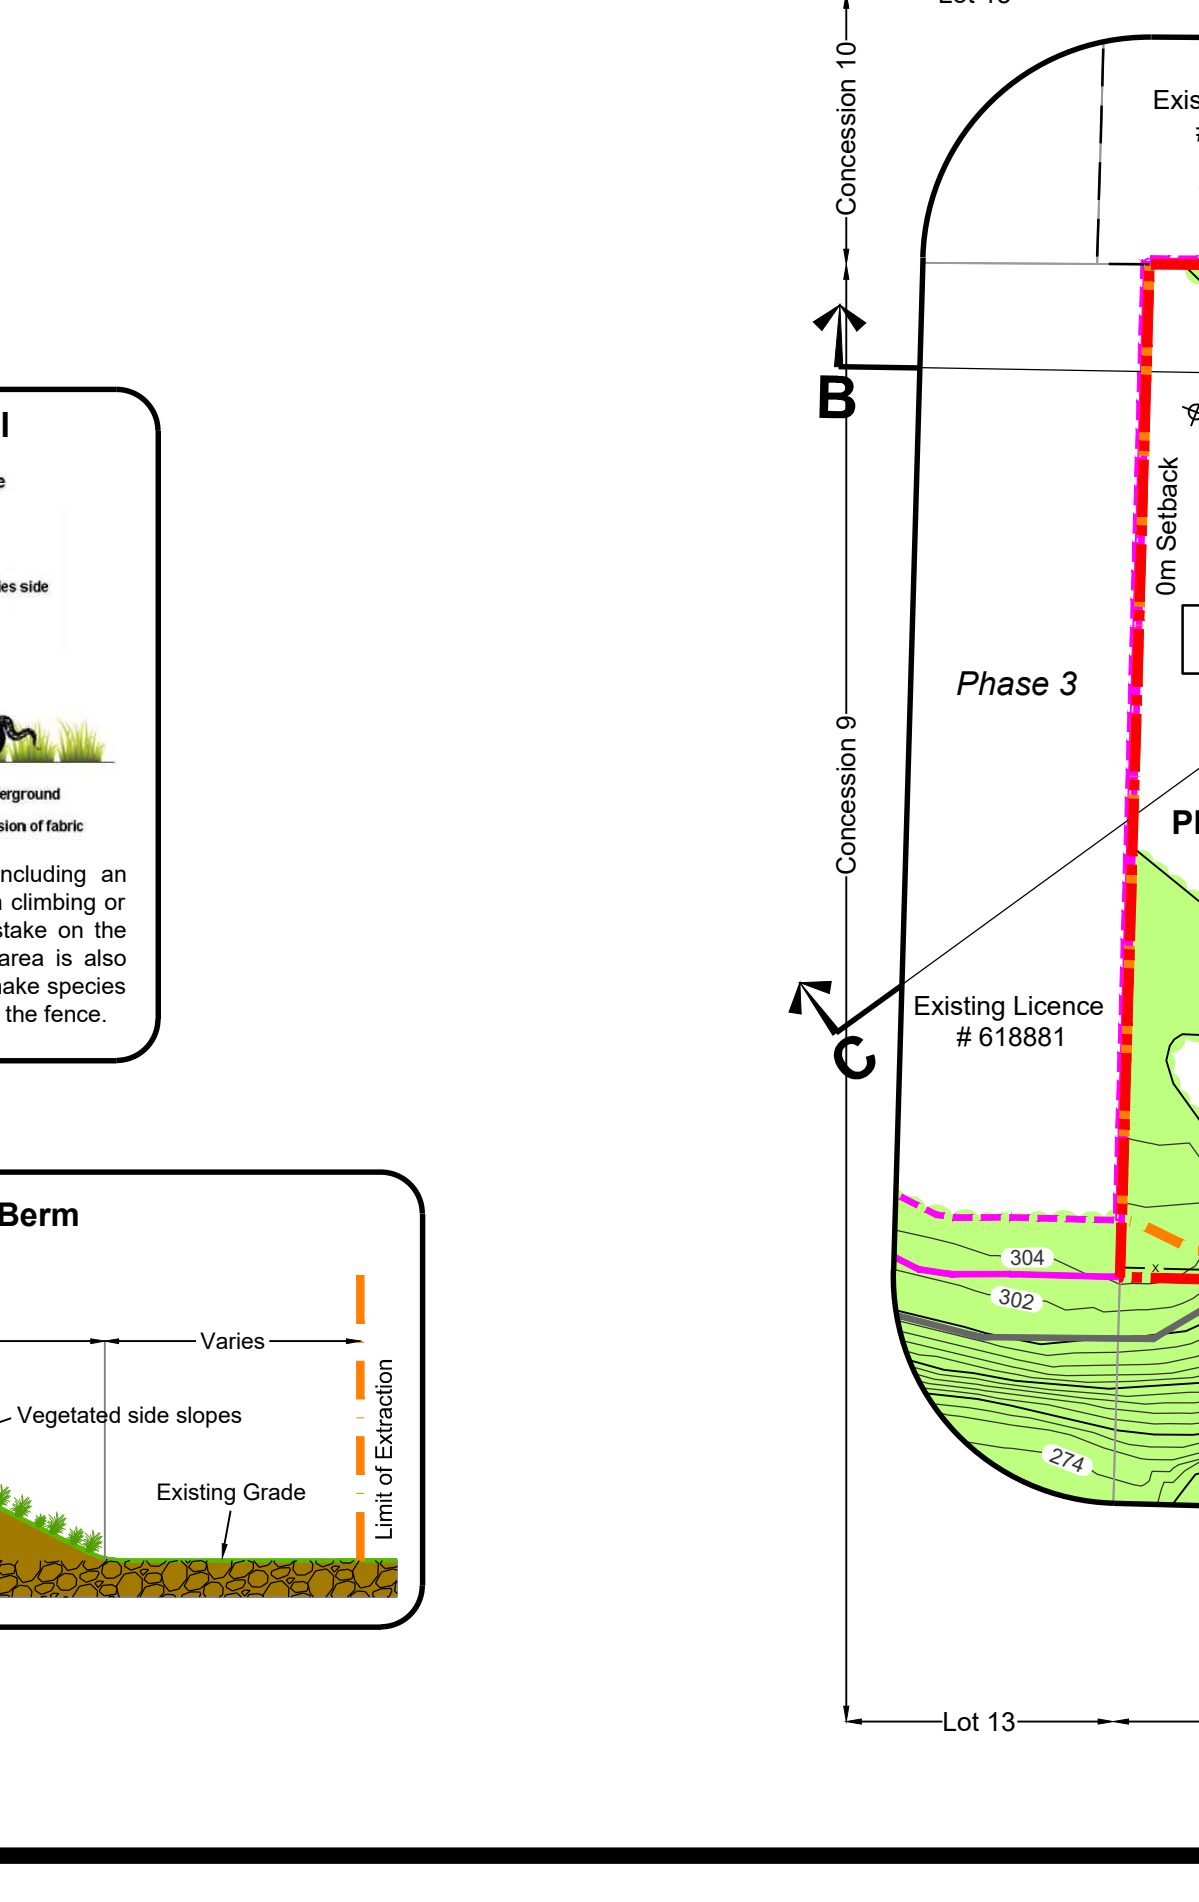 Concession 10
B
0m Setback
Phase 3
Concession 9
Existing Licence
# 618881
C
304
302
274
Lot 13
es side
erground
sion of fabric
ncluding an
climbing or
stake on the
area is also
nake species
the fence.
Berm
Varies
Vegetated side slopes
Existing Grade
Limit of Extraction
x